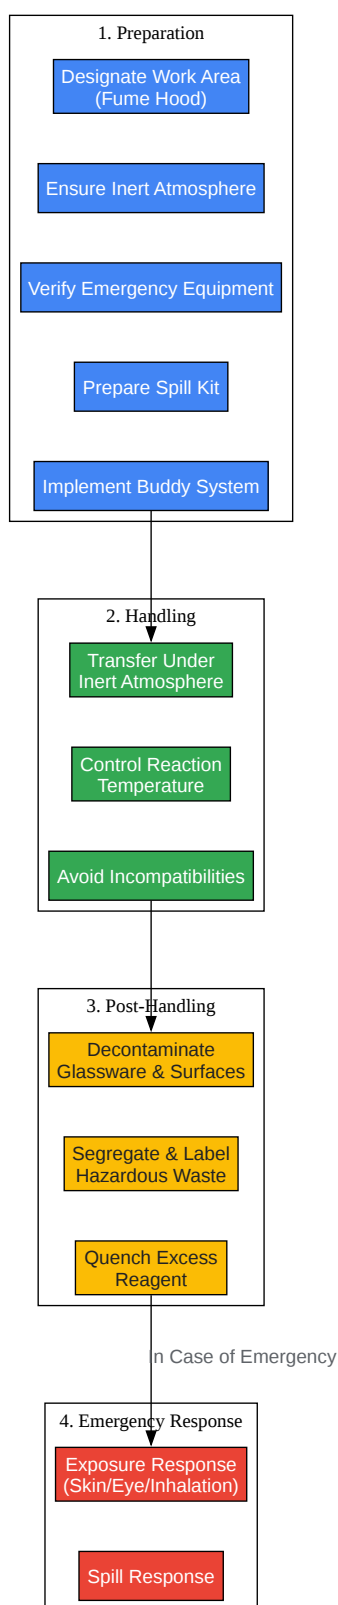 1. Preparation
Designate Work Area
(Fume Hood)
Ensure Inert Atmosphere
Verify Emergency Equipment
Prepare Spill Kit
Implement Buddy System
2. Handling
Transfer Under
Inert Atmosphere
Control Reaction
Temperature
Avoid Incompatibilities
3. Post-Handling
Decontaminate
Glassware & Surfaces
Segregate & Label
Hazardous Waste
Quench Excess
Reagent
In Case of Emergency
4. Emergency Response
Exposure Response
(Skin/Eye/Inhalation)
Spill Response